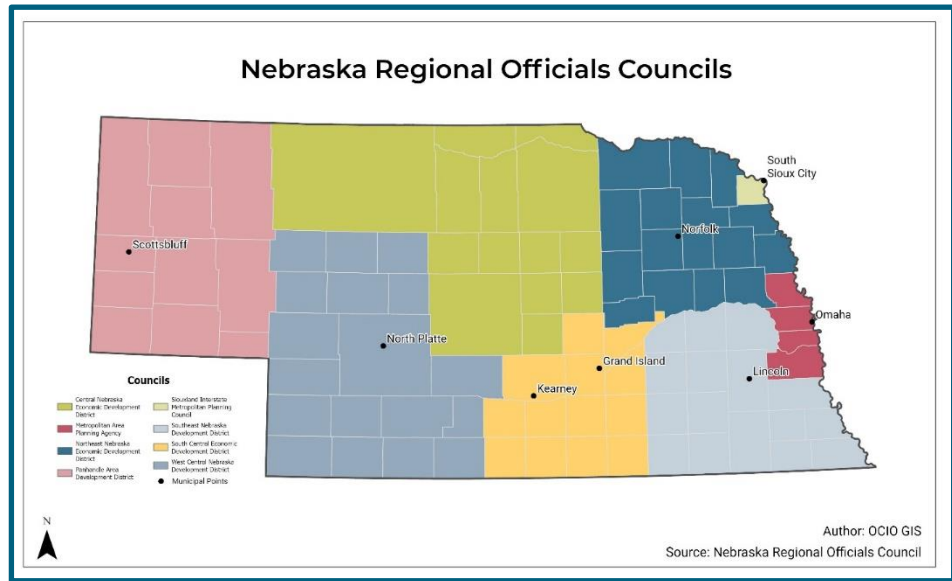 Nebraska Regional Officials Councils
South
Sioux City
Norfolk
Scottsbluff
Omaha
North Platte
Grand Island
Lincoln
Kearney
Councils
Central Nebraska
Economic Development
District
Metropolitan Area
Planning Agency
Northeast Nebraska
Economic Development
District
Panhandle Area
Development District
Siouxland Interstate
Metropolitan Planning
Council
Southeast Nebraska
Development District
South Central Economic
Development District
West Central Nebraska
Development District
Municipal Points
N
Author: OCIO GIS
Source: Nebraska Regional Officials Council